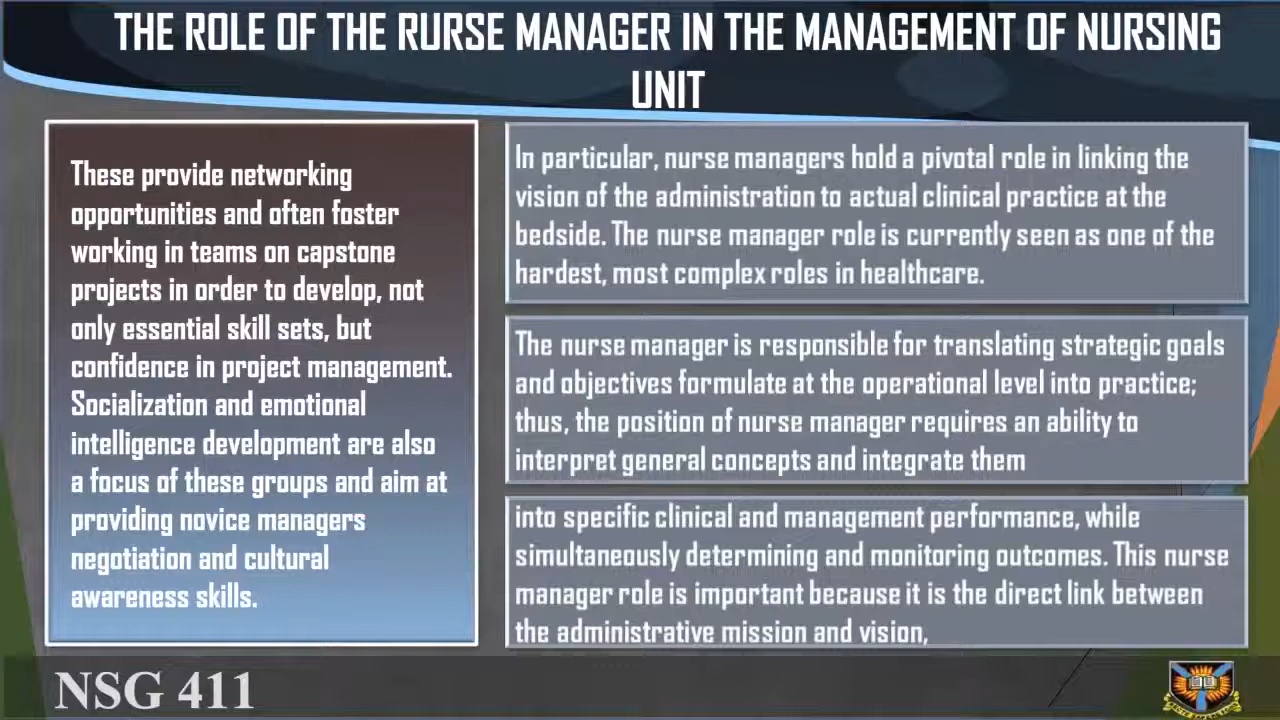 THE ROLE OF THE RURSE MANAGER IN THE MANAGEMENT OF NURSING
UNIT
These provide networking
opportunities and often foster
working in teams on capstone
projects in order to develop, not
only essential skill sets, but
confidence in project management.
Socialization and emotional
intelligence development are also
a focus of these groups and aim at
providing novice managers
negotiation and cultural
awareness skills.
In particular, nurse managers hold a pivotal role in linking the
vision of the administration to actual clinical practice at the
bedside. The nurse manager role is currently seen as one of the
hardest, most complex roles in healthcare.
The nurse manager is responsible for translating strategic goals
and objectives formulate at the operational level into practice;
thus, the position of nurse manager requires an ability to
interpret general concepts and integrate them
into specific clinical and management performance, while
simultaneously determining and monitoring outcomes. This nurse
manager role is important because it is the direct link between
the administrative mission and vision,
NSG 411